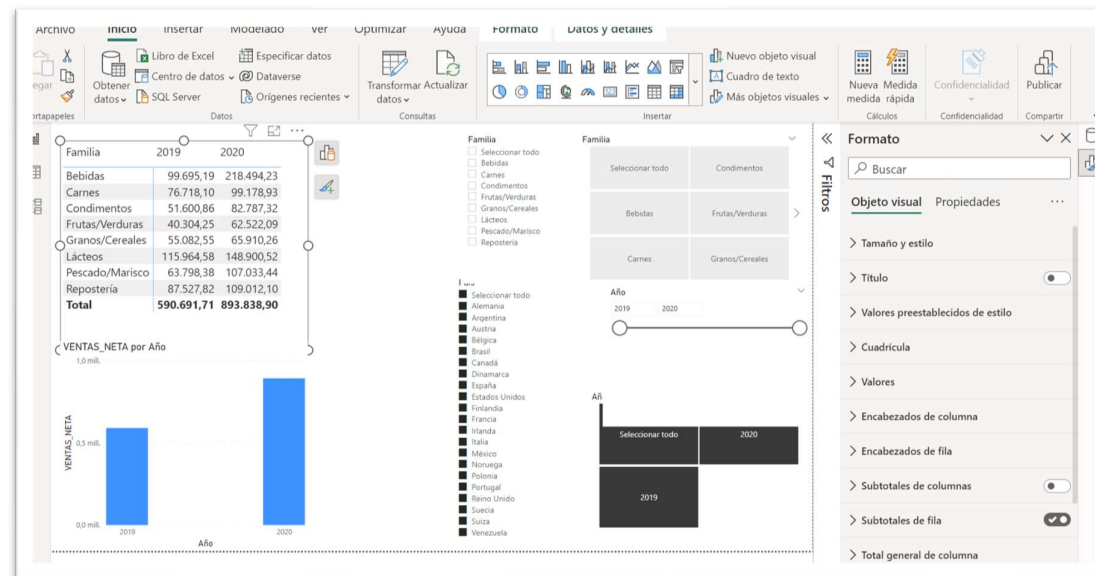 Archivo Inicio Insertar Modelado Ver Optimizar Ayuda Formato Datos y detalles
Obtener datos
Libro de Excel
Centro de datos
SQL Server
Especificar datos
Dataverse
Orígenes recientes
Datos
Transformar datos
Actualizar
Consultas
Nuevo objeto visual
Cuadro de texto
Más objetos visuales
Insertar
Nueva medida
Medida rápida
Cálculos
Confidencialidad
Confidencialidad
Publicar
Compartir
Familia 2019 2020
Bebidas 99.695,19 218.494,23
Carnes 76.718,10 99.178,93
Condimentos 51.600,86 82.787,32
Frutas/Verduras 40.304,25 62.522,09
Granos/Cereales 55.082,55 65.910,26
Lácteos 115.964,58 148.900,52
Pescado/Marisco 63.798,38 107.033,44
Repostería 87.527,82 109.012,10
Total 590.691,71 893.838,90
VENTAS_NETA por Año
1,0 mill.
0,5 mill.
0,0 mill.
VENTAS_NETA
2019 2020
Año
Familia
Seleccionar todo
Bebidas
Carnes
Condimentos
Frutas/Verduras
Granos/Cereales
Lácteos
Pescado/Marisco
Repostería
Familia
Seleccionar todo Condimentos
Bebidas Frutas/Verduras
Carnes Granos/Cereales
Seleccionar todo
Alemania
Argentina
Austria
Bélgica
Brasil
Canadá
Dinamarca
España
Estados Unidos
Finlandia
Francia
Irlanda
Italia
México
Noruega
Polonia
Portugal
Reino Unido
Suecia
Suiza
Venezuela
Año
2019 2020
Añ
Seleccionar todo 2020
2019
Filtros
Formato
Buscar
Objeto visual Propiedades
Tamaño y estilo
Título
Valores preestablecidos de estilo
Cuadrícula
Valores
Encabezados de columna
Encabezados de fila
Subtotales de columnas
Subtotales de fila
Total general de columna